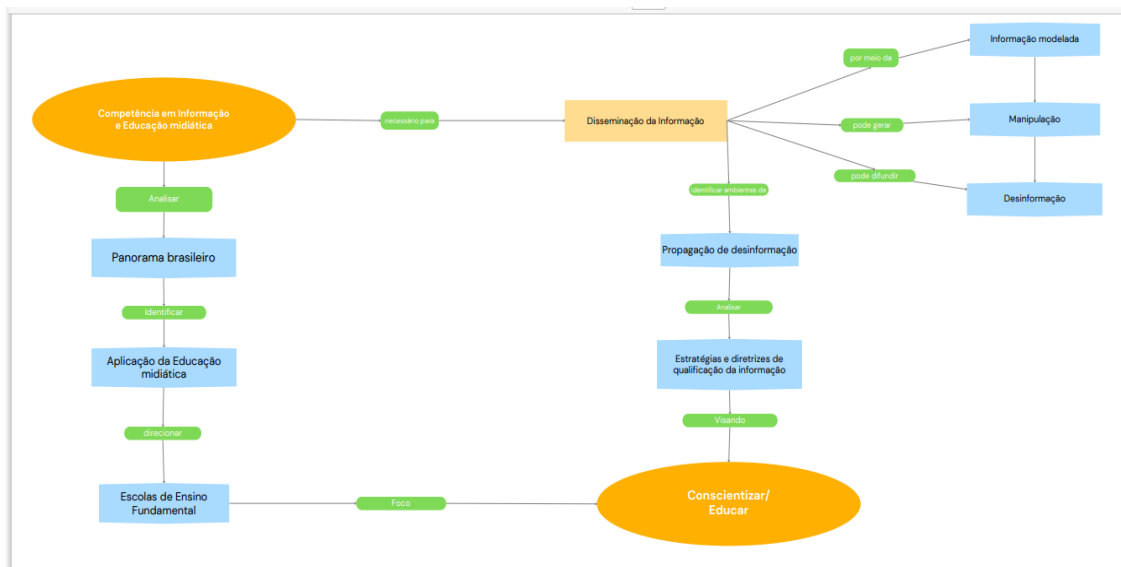 Informação modelada
por meio da
Competência em Informação
e Educação midiática
necessário para
Disseminação da Informação
pode gerar
Manipulação
pode difundir
Identificar ambientes de
Desinformação
Analisar
Panorama brasileiro
Propagação de desinformação
Identificar
Analisar
Aplicação da Educação
midiática
Estratégias e diretrizes de
qualificação da informação
direcionar
Visando
Escolas de Ensino
Fundamental
Foco
Conscientizar/
Educar